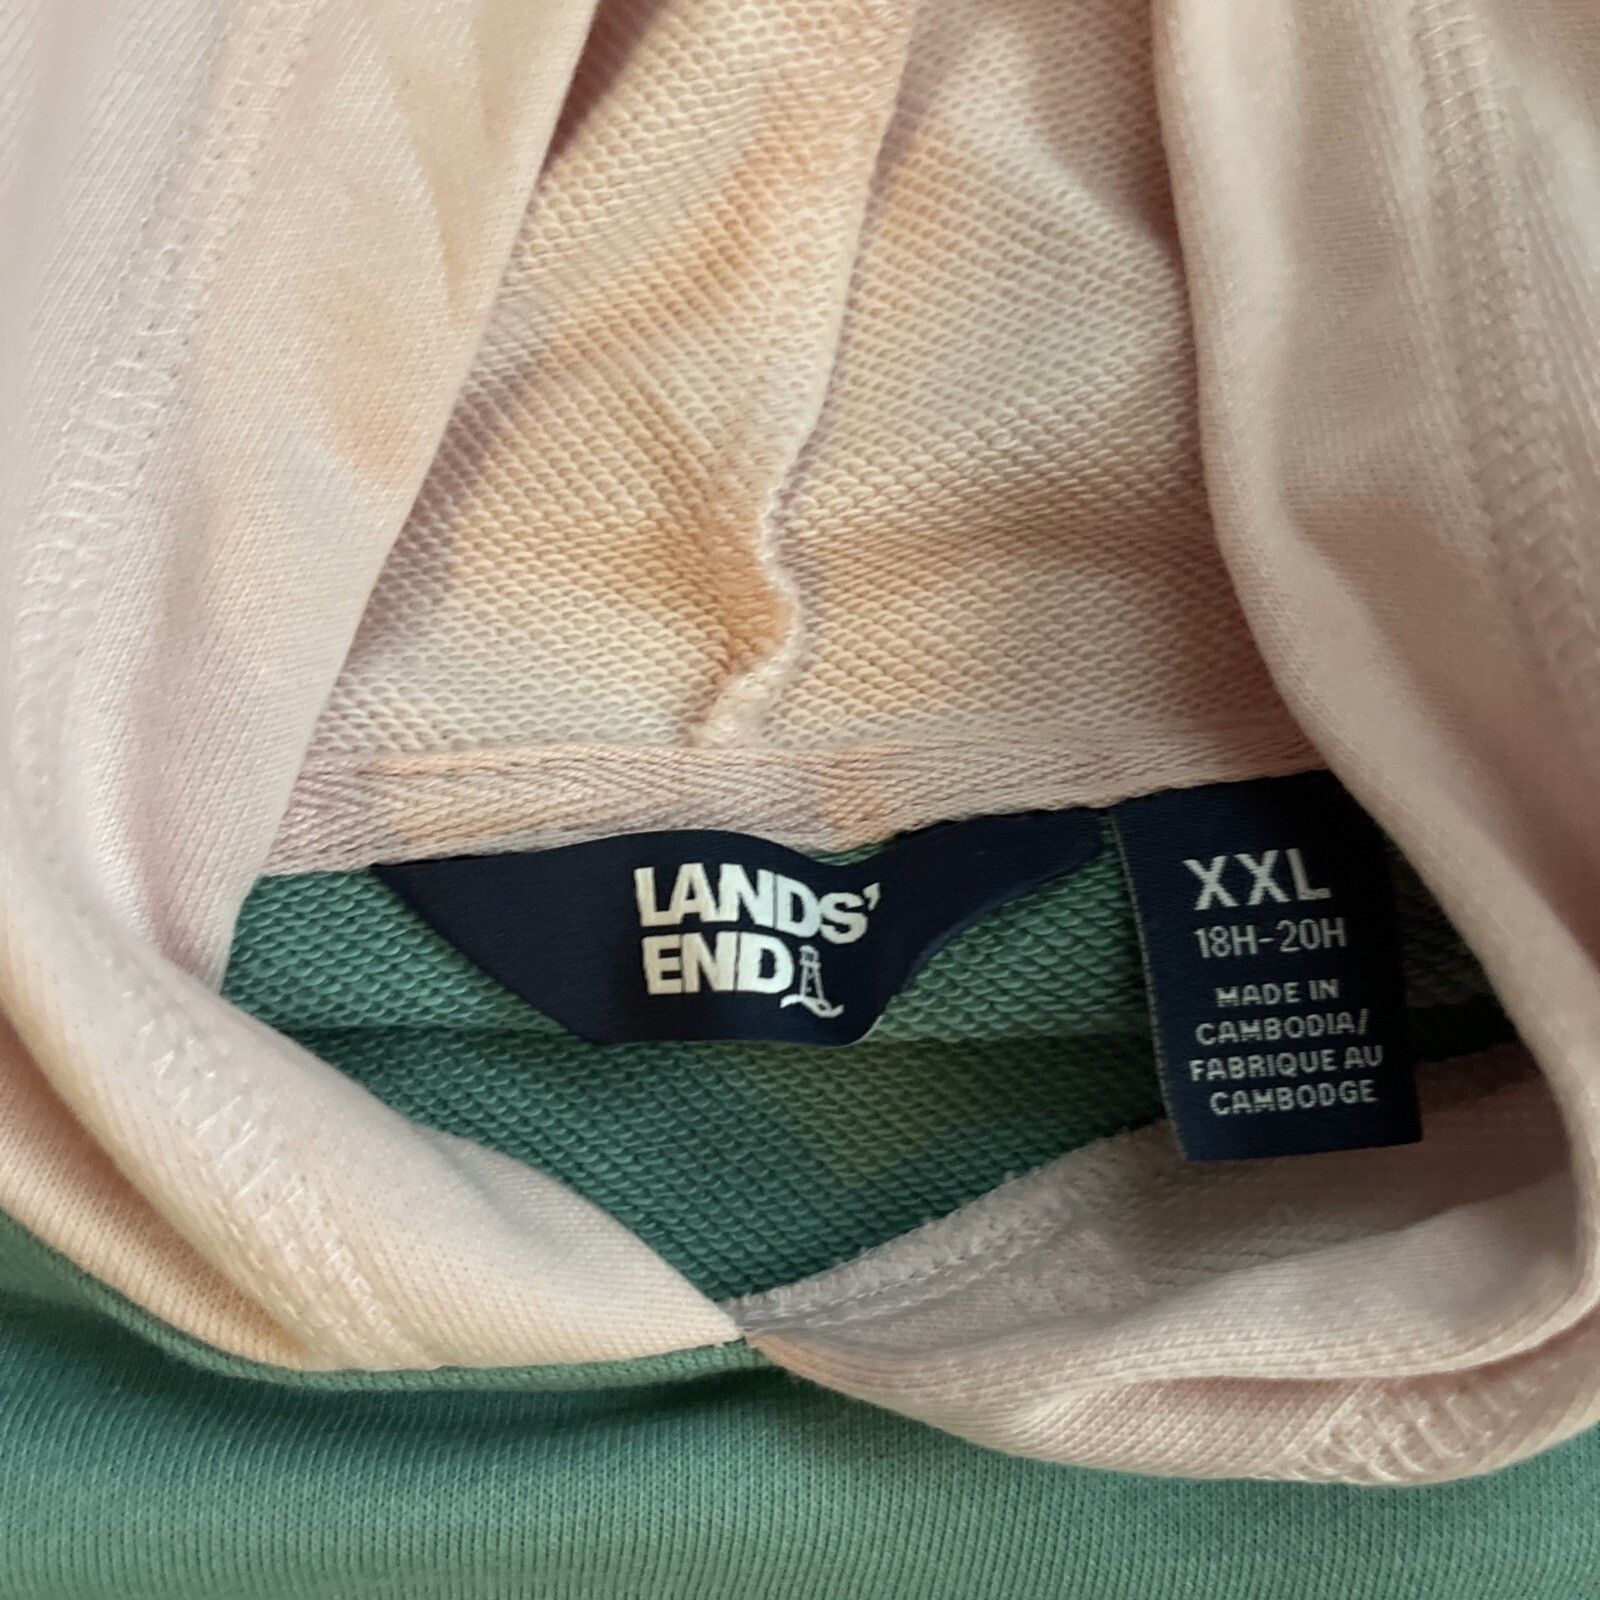 LANDS'
END
XXL
18H-20H
MADE IN
CAMBODIA/
FABRIQUE AU
CAMBODGE